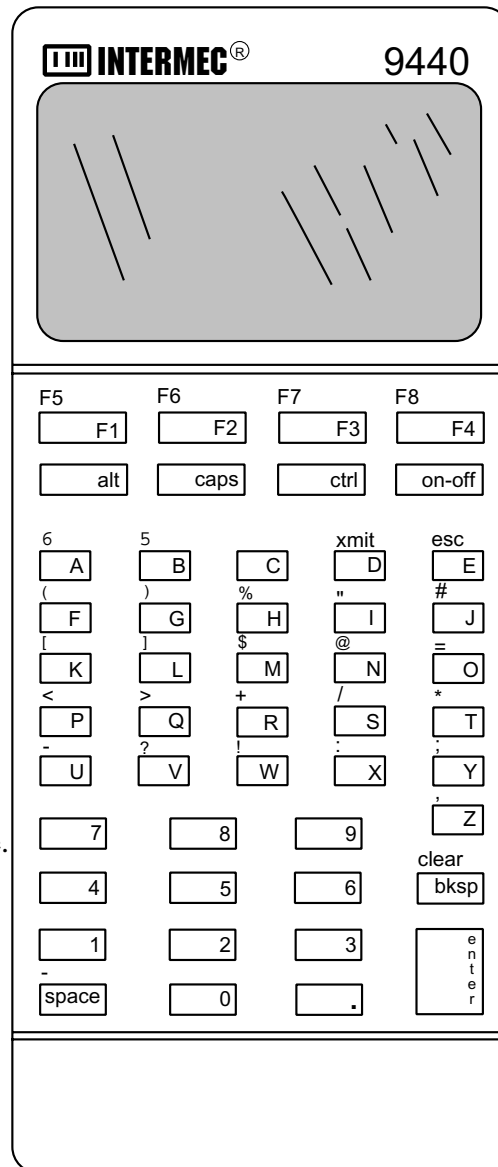 INTERMEC® 9440
F5 F6 F7 F8
F1 F2 F3 F4
alt caps ctrl on-off
6 5 xmit esc
A B C D E
( ) % " #
F G H I J
[ ] $ @ =
K L M N O
< > + / *
P Q R S T
- ? ! : ;
U V W X Y
,
Z
7 8 9
clear
4 5 6 bksp
1 2 3 enter
-
space 0 .